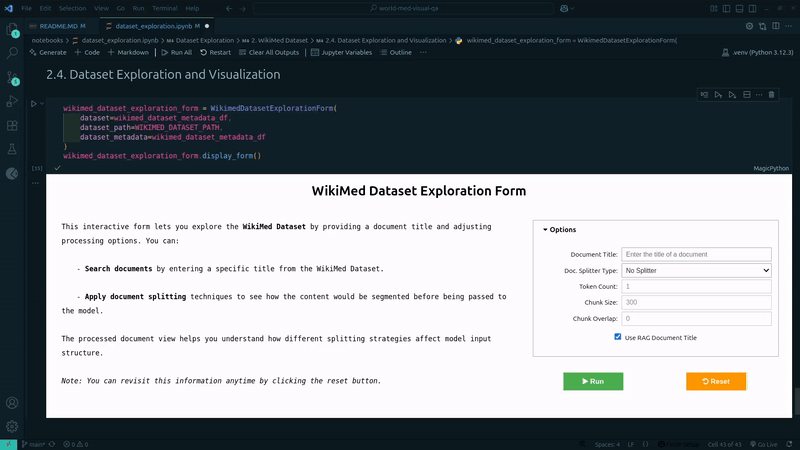 File Edit Selection View Go Run Terminal Help
world-med-visual-qa
README.MD M dataset_exploration.ipynb M
notebooks > dataset_exploration.ipynb > Dataset Exploration > 2. WikiMed Dataset > 2.4. Dataset Exploration and Visualization > wikimed_dataset_exploration_form = WikimedDatasetExplorationForm(
Generate + Code + Markdown Run All Restart Clear All Outputs Jupyter Variables Outline ... .venv (Python 3.12.3)
2.4. Dataset Exploration and Visualization
wikimed_dataset_exploration_form = WikimedDatasetExplorationForm(
dataset=wikimed_dataset_metadata_df,
dataset_path=WIKIMED_DATASET_PATH,
dataset_metadata=wikimed_dataset_metadata_df
)
wikimed_dataset_exploration_form.display_form()
MagicPython
WikiMed Dataset Exploration Form
This interactive form lets you explore the WikiMed Dataset by providing a document title and adjusting
processing options. You can:
- Search documents by entering a specific title from the WikiMed Dataset.
- Apply document splitting techniques to see how the content would be segmented before being passed to
the model.
The processed document view helps you understand how different splitting strategies affect model input
structure.
Note: You can revisit this information anytime by clicking the reset button.
Options
Document Title: Enter the title of a document
Doc. Splitter Type: No Splitter
Token Count: 1
Chunk Size: 300
Chunk Overlap: 0
Use RAG Document Title
Run Reset
main* 0 0 Spaces: 4 LF Cell 43 of 43 Go Live